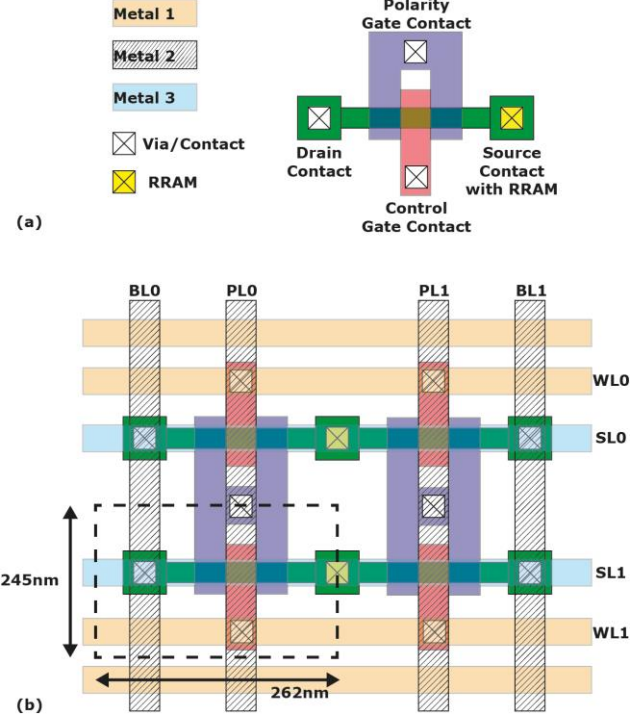 Metal 1
Metal 2
Metal 3
Via/Contact
RRAM
(a)
Polarity
Gate Contact
Drain
Contact
Source
Contact
with RRAM
Control
Gate Contact
BL0
PL0
PL1
BL1
WL0
SL0
245nm
SL1
WL1
262nm
(b)